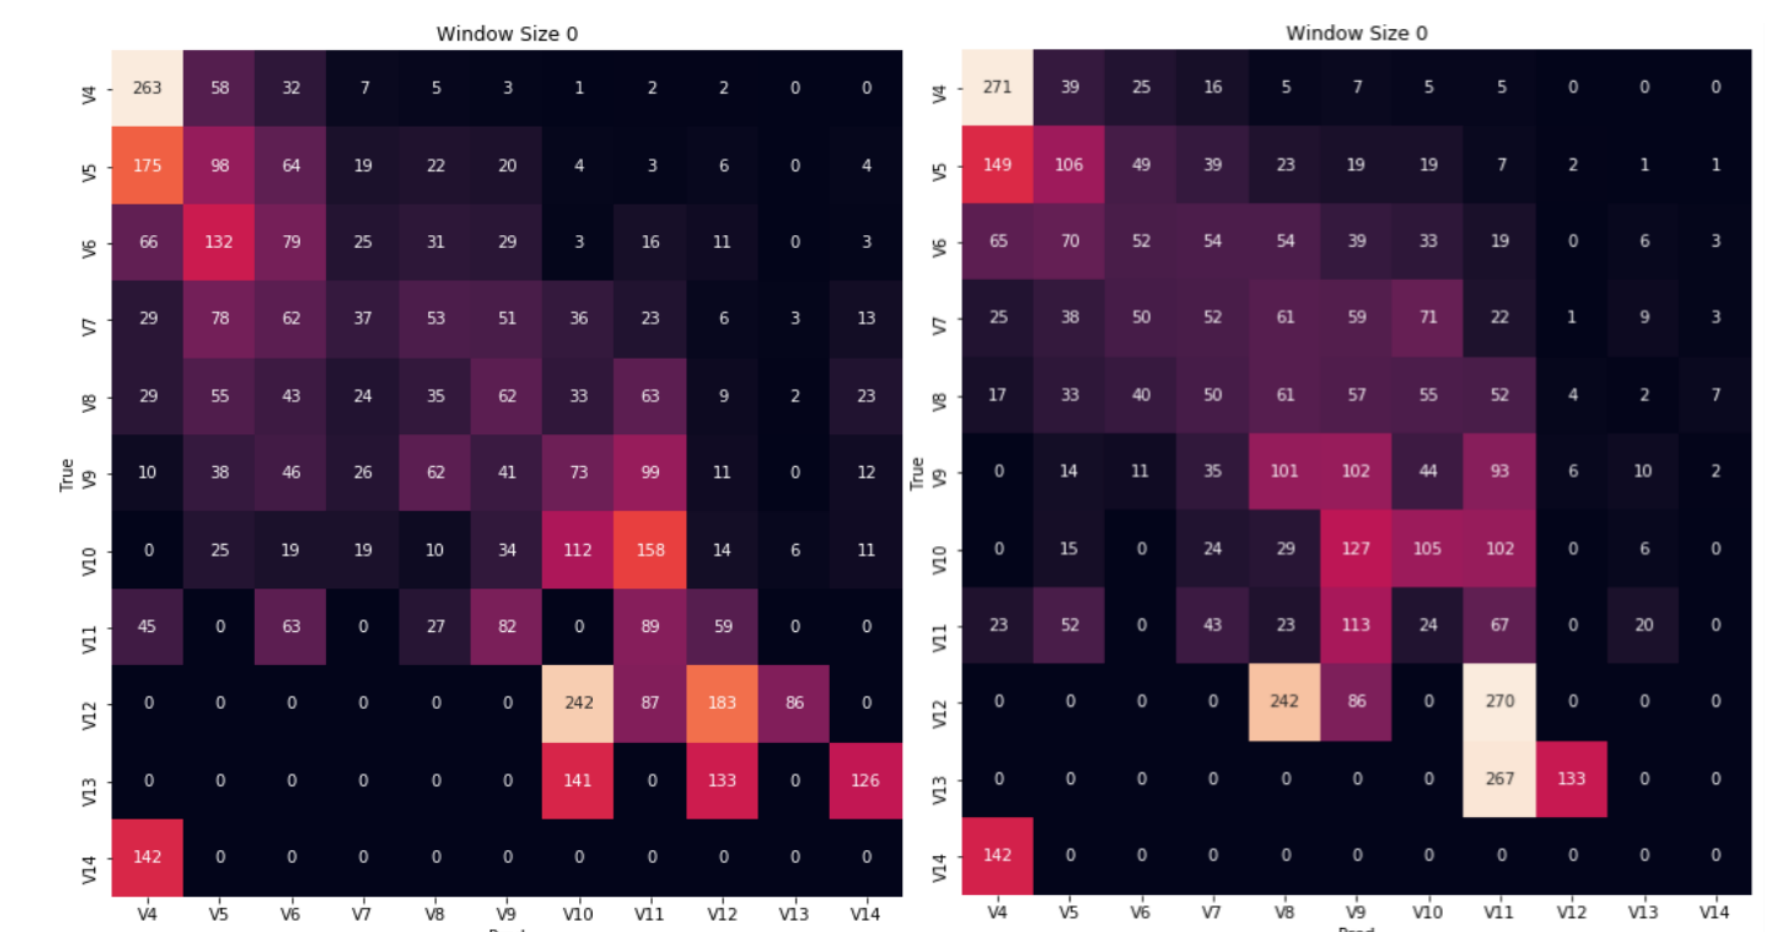 Window Size 0
V4 263 58 32 7 5 3 1 2 2 0 0
V5 175 98 64 19 22 20 4 3 6 0 4
V6 66 132 79 25 31 29 3 16 11 0 3
V7 29 78 62 37 53 51 36 23 6 3 13
V8 29 55 43 24 35 62 33 63 9 2 23
True
V9 10 38 46 26 62 41 73 99 11 0 12
V10 0 25 19 19 10 34 112 158 14 6 11
V11 45 0 63 0 27 82 0 89 59 0 0
V12 0 0 0 0 0 0 242 87 183 86 0
V13 0 0 0 0 0 0 141 0 133 0 126
V14 142 0 0 0 0 0 0 0 0 0 0
V4 V5 V6 V7 V8 V9 V10 V11 V12 V13 V14
Window Size 0
V4 271 39 25 16 5 7 5 5 0 0 0
V5 149 106 49 39 23 19 19 7 2 1 1
V6 65 70 52 54 54 39 33 19 0 6 3
V7 25 38 50 52 61 59 71 22 1 9 3
V8 17 33 40 50 61 57 55 52 4 2 7
True
V9 0 14 11 35 101 102 44 93 6 10 2
V10 0 15 0 24 29 127 105 102 0 6 0
V11 23 52 0 43 23 113 24 67 0 20 0
V12 0 0 0 0 242 86 0 270 0 0 0
V13 0 0 0 0 0 0 0 267 133 0 0
V14 142 0 0 0 0 0 0 0 0 0 0
V4 V5 V6 V7 V8 V9 V10 V11 V12 V13 V14